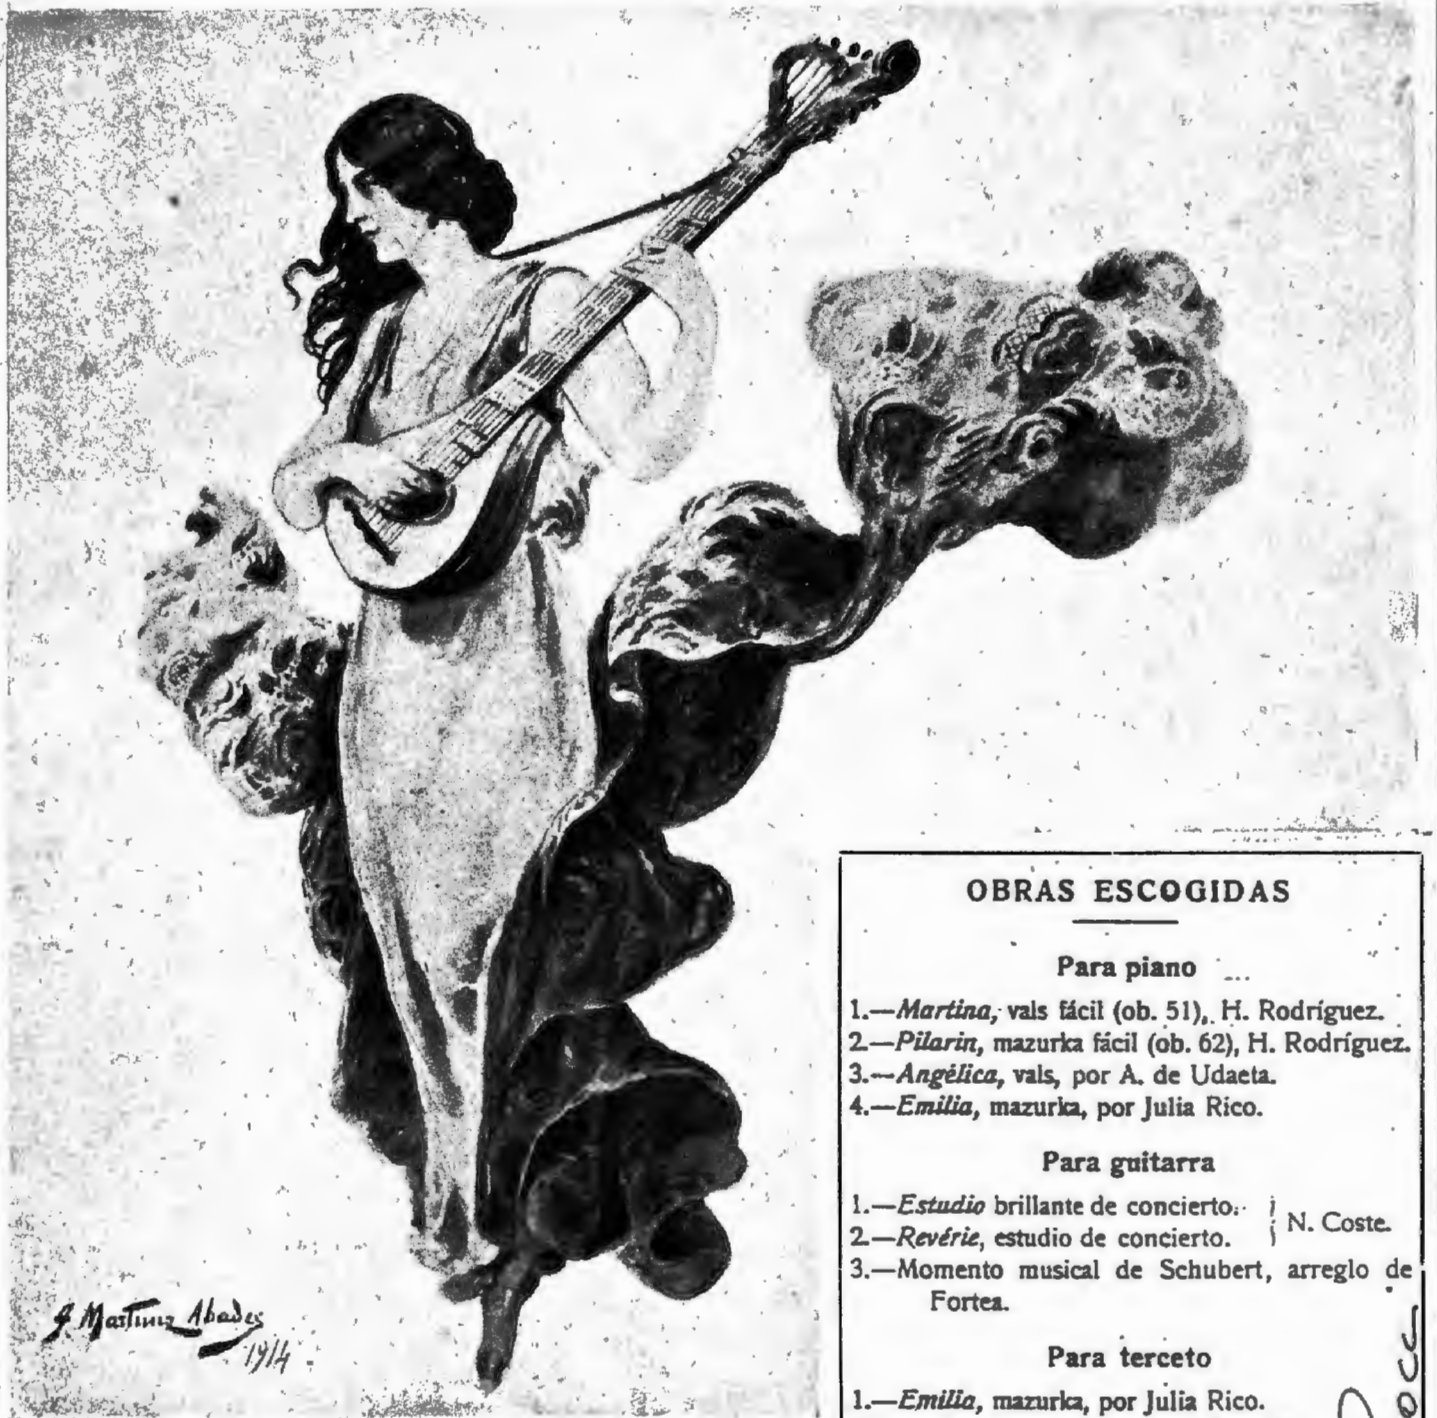 OBRAS ESCOGIDAS
Para piano
1.—Martina, vals fácil (ob. 51), H. Rodríguez.
2.—Pilarin, mazurka fácil (ob. 62), H. Rodríguez.
3.—Angélica, vals, por A. de Udaeta.
4.—Emilia, mazurka, por Julia Rico.
Para guitarra
1.—Estudio brillante de concierto.
2.—Revérie, estudio de concierto.
N. Coste.
3.—Momento musical de Schubert, arreglo de
Fortea.
Para terceto
1.—Emilia, mazurka, por Julia Rico.
J. Martinez Abades
1914